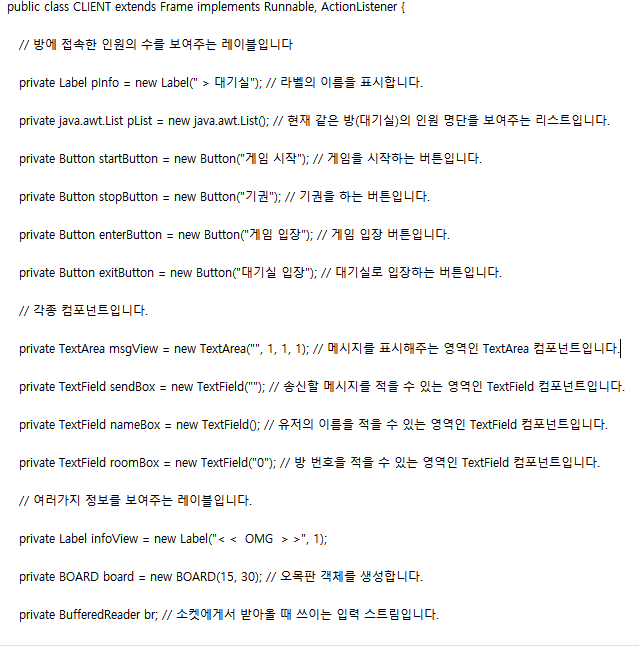 public class CLIENT extends Frame implements Runnable, ActionListener {
// 방에 접속한 인원의 수를 보여주는 레이블입니다
private Label pInfo = new Label(" > 대기실"); // 라벨의 이름을 표시합니다.
private java.awt.List pList = new java.awt.List(); // 현재 같은 방(대기실)의 인원 명단을 보여주는 리스트입니다.
private Button startButton = new Button("게임 시작"); // 게임을 시작하는 버튼입니다.
private Button stopButton = new Button("기권"); // 기권을 하는 버튼입니다.
private Button enterButton = new Button("게임 입장"); // 게임 입장 버튼입니다.
private Button exitButton = new Button("대기실 입장"); // 대기실로 입장하는 버튼입니다.
// 각종 컴포넌트입니다.
private TextArea msgView = new TextArea("", 1, 1, 1); // 메시지를 표시해주는 영역인 TextArea 컴포넌트입니다.
private TextField sendBox = new TextField(""); // 송신할 메시지를 적을 수 있는 영역인 TextField 컴포넌트입니다.
private TextField nameBox = new TextField(); // 유저의 이름을 적을 수 있는 영역인 TextField 컴포넌트입니다.
private TextField roomBox = new TextField("0"); // 방 번호을 적을 수 있는 영역인 TextField 컴포넌트입니다.
// 여러가지 정보를 보여주는 레이블입니다.
private Label infoView = new Label("< <  OMG  > >", 1);
private BOARD board = new BOARD(15, 30); // 오목판 객체를 생성합니다.
private BufferedReader br; // 소켓에게서 받아올 때 쓰이는 입력 스트림입니다.